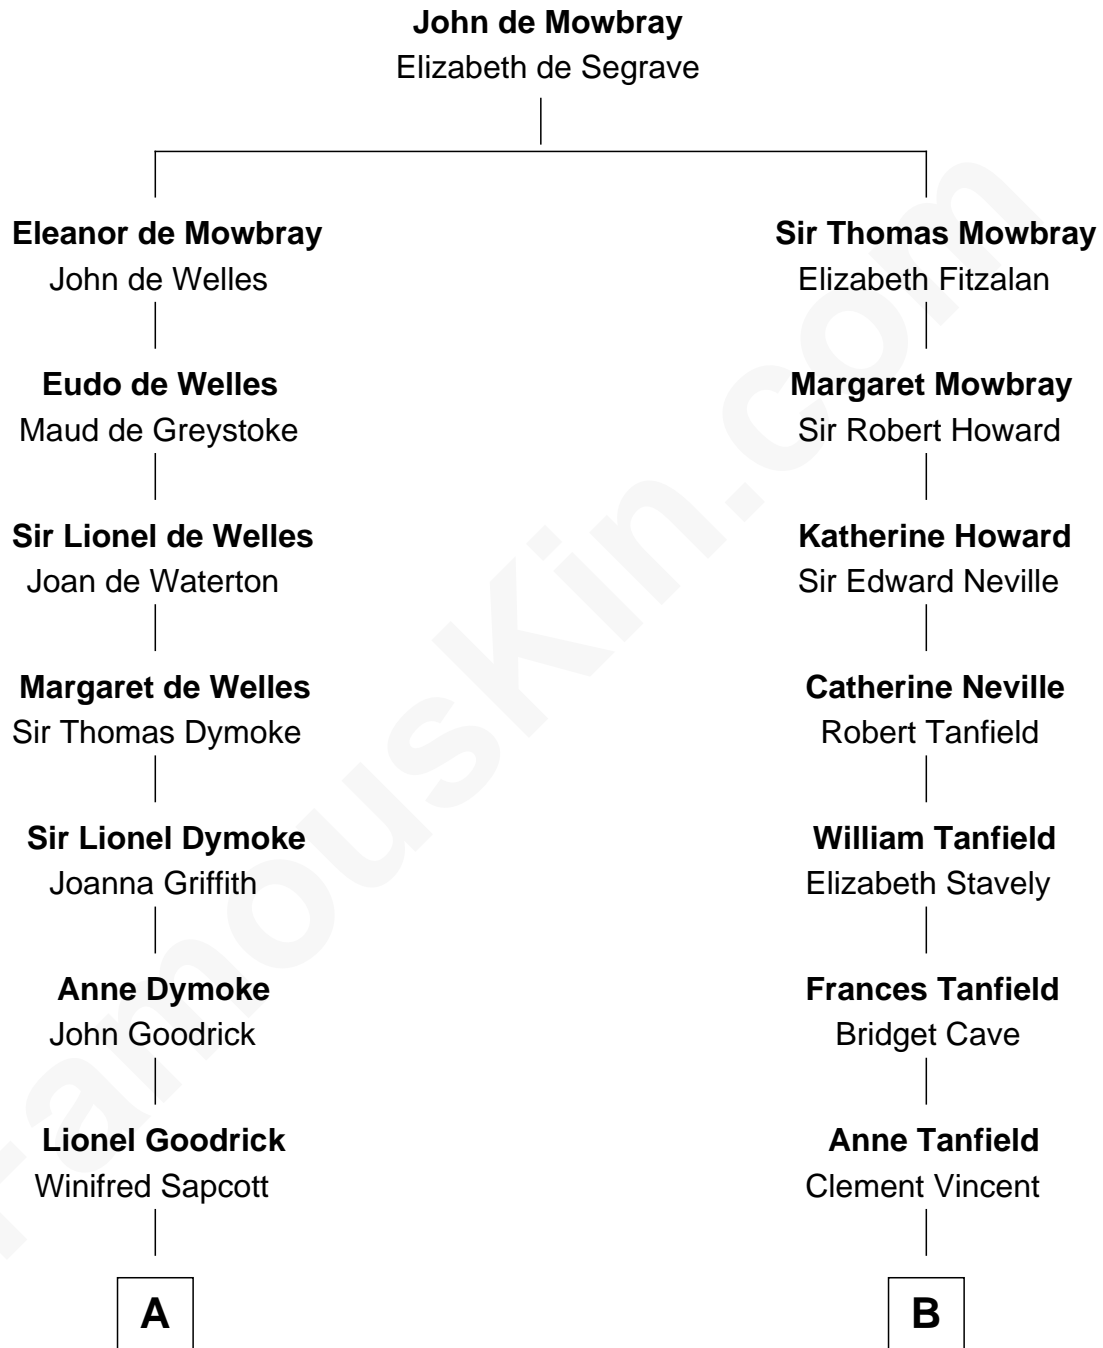 John de Mowbray
Elizabeth de Segrave
Eleanor de Mowbray
John de Welles
Sir Thomas Mowbray
Elizabeth Fitzalan
Eudo de Welles
Maud de Greystoke
Margaret Mowbray
Sir Robert Howard
Sir Lionel de Welles
Joan de Waterton
Katherine Howard
Sir Edward Neville
Margaret de Welles
Sir Thomas Dymoke
Catherine Neville
Robert Tanfield
Sir Lionel Dymoke
Joanna Griffith
William Tanfield
Elizabeth Stavely
Anne Dymoke
John Goodrick
Frances Tanfield
Bridget Cave
Lionel Goodrick
Winifred Sapcott
Anne Tanfield
Clement Vincent
A
B
FamousKin.com